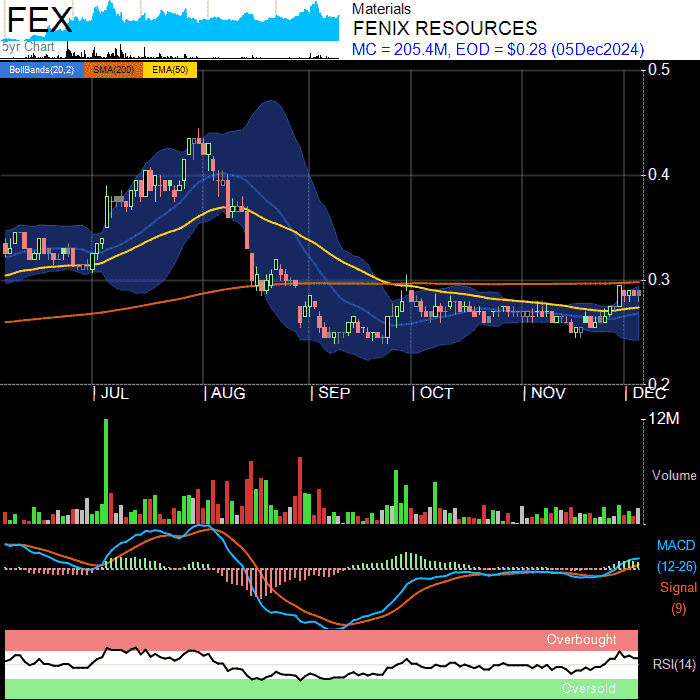 FEX
5yr Chart
Materials
FENIX RESOURCES
MC = 205.4M, EOD = $0.28 (05Dec2024)
BollBands(20,2) SMA(200) EMA(50)
0.5
0.4
0.3
0.2
JUL AUG SEP OCT NOV DEC
12M
Volume
MACD
(12-26)
Signal
(9)
Overbought
RSI(14)
Oversold